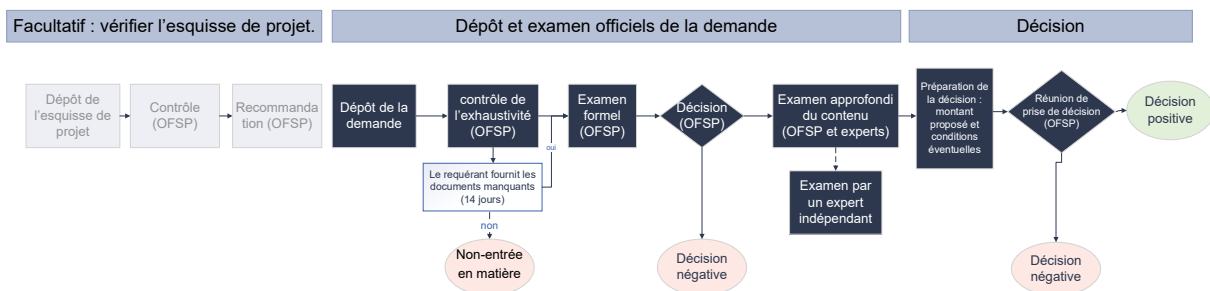 Facultatif : vérifier l’esquisse de projet.
Dépôt et examen officiels de la demande
Décision
Dépôt de
l’esquisse de
projet
Contrôle
(OFSP)
Recommanda
tion (OFSP)
Dépôt de la
demande
contrôle de
l’exhaustivité
(OFSP)
oui
Examen
formel
(OFSP)
Décision
(OFSP)
Examen approfondi
du contenu
(OFSP et experts)
Préparation de
la décision :
montant
proposé et
conditions
éventuelles
Réunion de
prise de décision
(OFSP)
Décision
positive
Le requérant fournit les
documents manquants
(14 jours)
non
Non-entrée
en matière
Décision
négative
Examen par
un expert
indépendant
Décision
négative